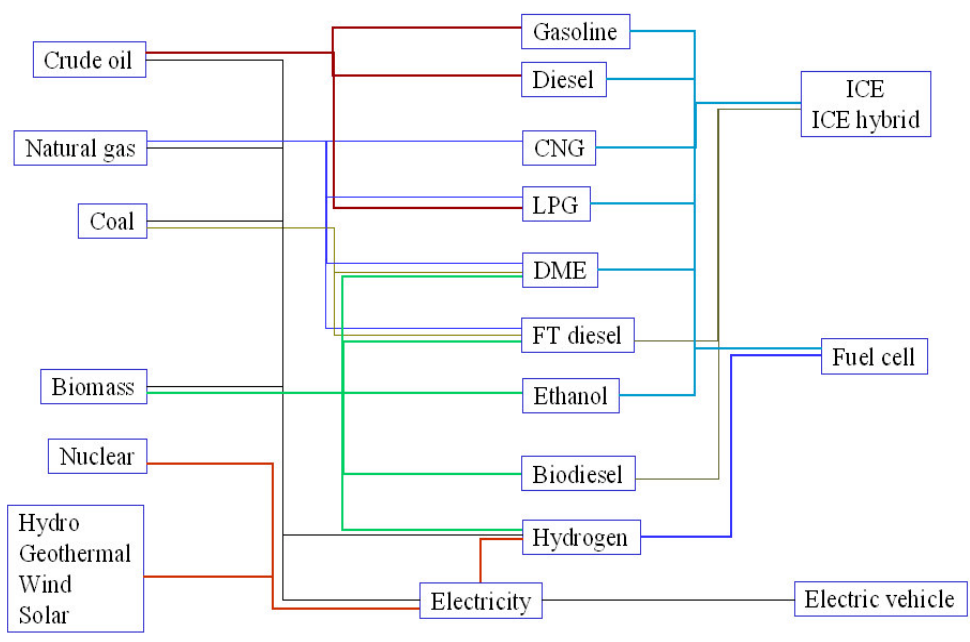 Crude oil
Natural gas
Coal
Biomass
Nuclear
Hydro
Geothermal
Wind
Solar
Gasoline
Diesel
CNG
LPG
DME
FT diesel
Ethanol
Biodiesel
Hydrogen
Electricity
ICE
ICE hybrid
Fuel cell
Electric vehicle